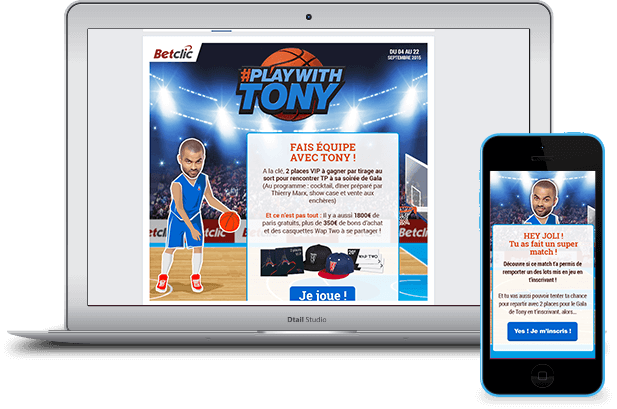 Betclic
DU 04 AU 22
SEPTEMBRE 2015
#PLAYWITH
TONY
FAIS ÉQUIPE
AVEC TONY !
A la clé, 2 places VIP à gagner par tirage au
sort pour rencontrer TP à sa soirée de Gala
(Au programme : cocktail, dîner préparé par
Thierry Marx, show case et vente aux
enchères)
Et ce n'est pas tout : il y a aussi 1800€ de
paris gratuits, plus de 350€ de bons d'achat
et des casquettes Wap Two à se partager !
Betclic
WAP TWO
Je joue !
Dtail Studio
HEY JOLI !
Tu as fait un super
match !
Découvre si ce match t'a permis de
remporter un des lots mis en jeu en
t'inscrivant !
Et tu vas aussi pouvoir tenter ta chance
pour repartir avec 2 places pour le Gala
de Tony en t'inscrivant, alors...
Yes ! Je m'inscris !